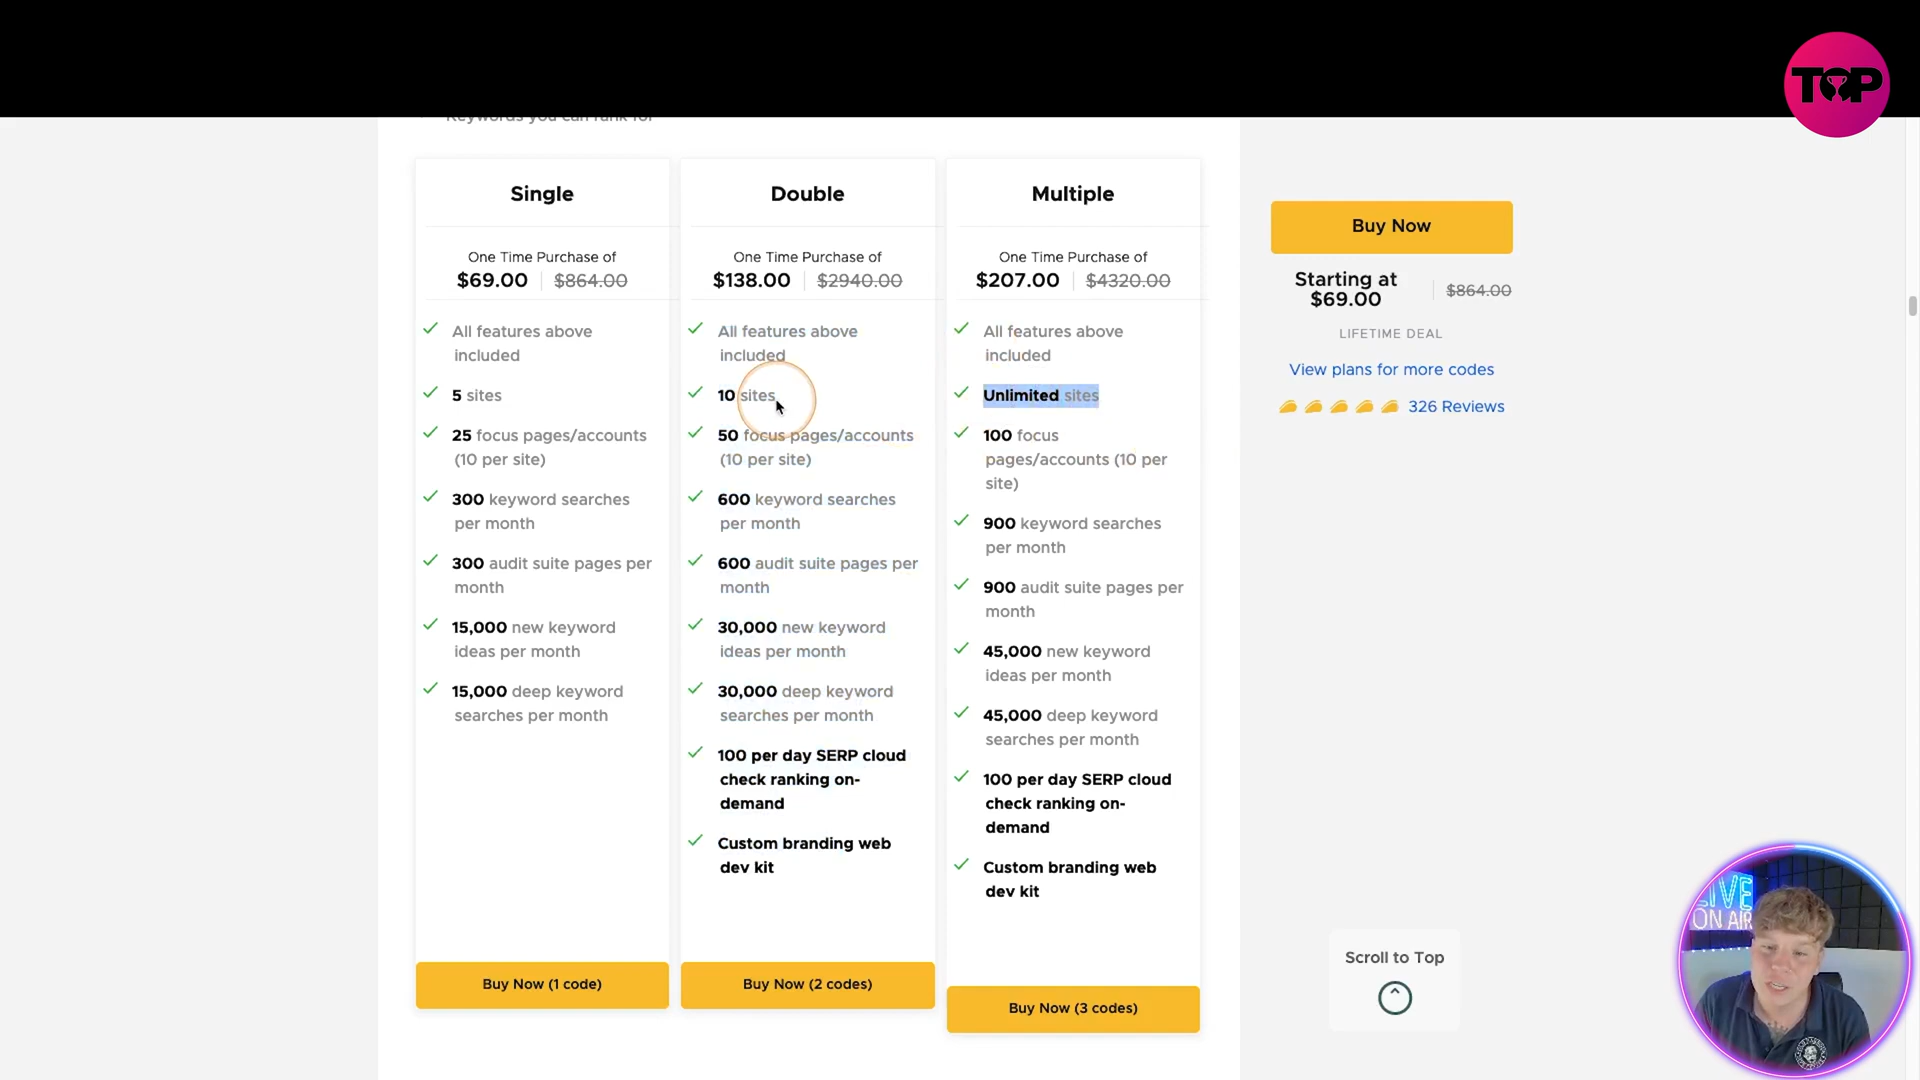 TOP
Keywords you can rank for
Single
One Time Purchase of
$69.00 $864.00
All features above
included
5 sites
25 focus pages/accounts
(10 per site)
300 keyword searches
per month
300 audit suite pages per
month
15,000 new keyword
ideas per month
15,000 deep keyword
searches per month
Buy Now (1 code)
Double
One Time Purchase of
$138.00 $2940.00
All features above
included
10 sites
50 focus pages/accounts
(10 per site)
600 keyword searches
per month
600 audit suite pages per
month
30,000 new keyword
ideas per month
30,000 deep keyword
searches per month
100 per day SERP cloud
check ranking on-
demand
Custom branding web
dev kit
Buy Now (2 codes)
Multiple
One Time Purchase of
$207.00 $4320.00
All features above
included
Unlimited sites
100 focus
pages/accounts (10 per
site)
900 keyword searches
per month
900 audit suite pages per
month
45,000 new keyword
ideas per month
45,000 deep keyword
searches per month
100 per day SERP cloud
check ranking on-
demand
Custom branding web
dev kit
Buy Now (3 codes)
Buy Now
Starting at
$69.00 $864.00
LIFETIME DEAL
View plans for more codes
326 Reviews
Scroll to Top
LIVE
ON AIR